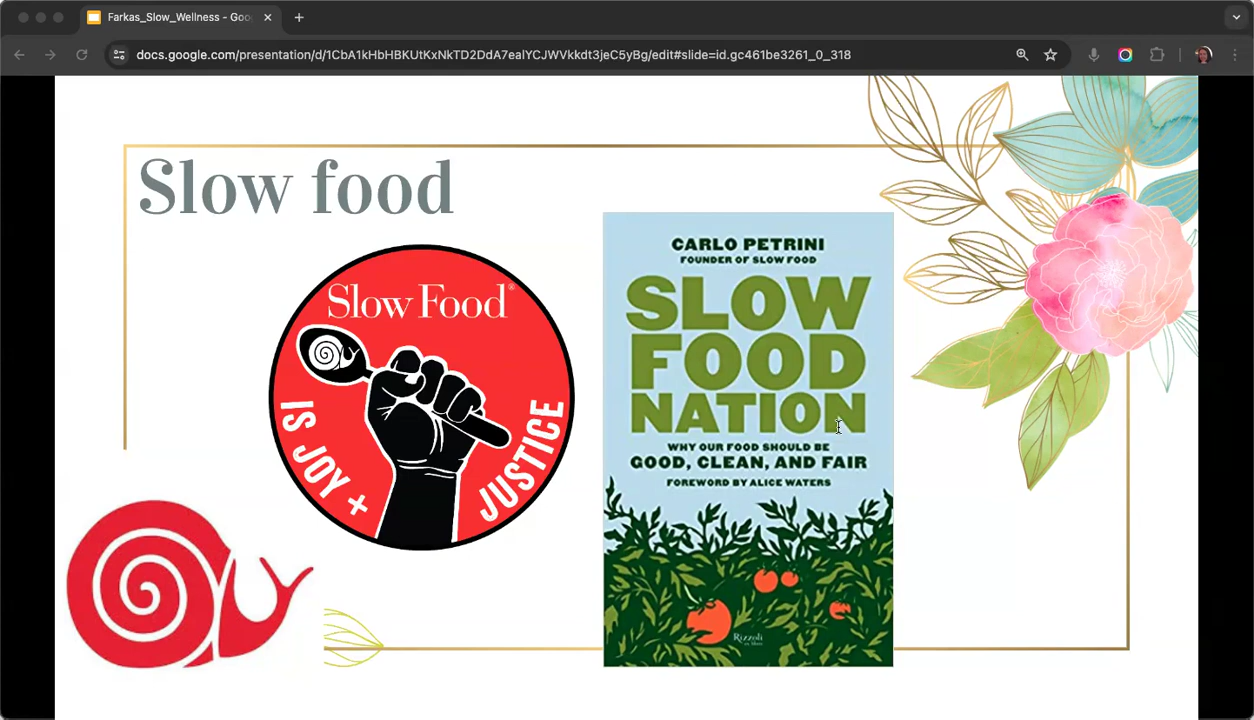 Farkas_Slow_Wellness - Goo
docs.google.com/presentation/d/1CbA1kHbHBKUtKxNkTD2DdA7ealYCJWVkkdt3jeC5yBg/edit#slide=id.gc461be3261_0_318
Slow food
Slow Food®
IS JOY +
JUSTICE
CARLO PETRINI
FOUNDER OF SLOW FOOD
SLOW
FOOD
NATION
WHY OUR FOOD SHOULD BE
GOOD, CLEAN, AND FAIR
FOREWORD BY ALICE WATERS
Rizzoli